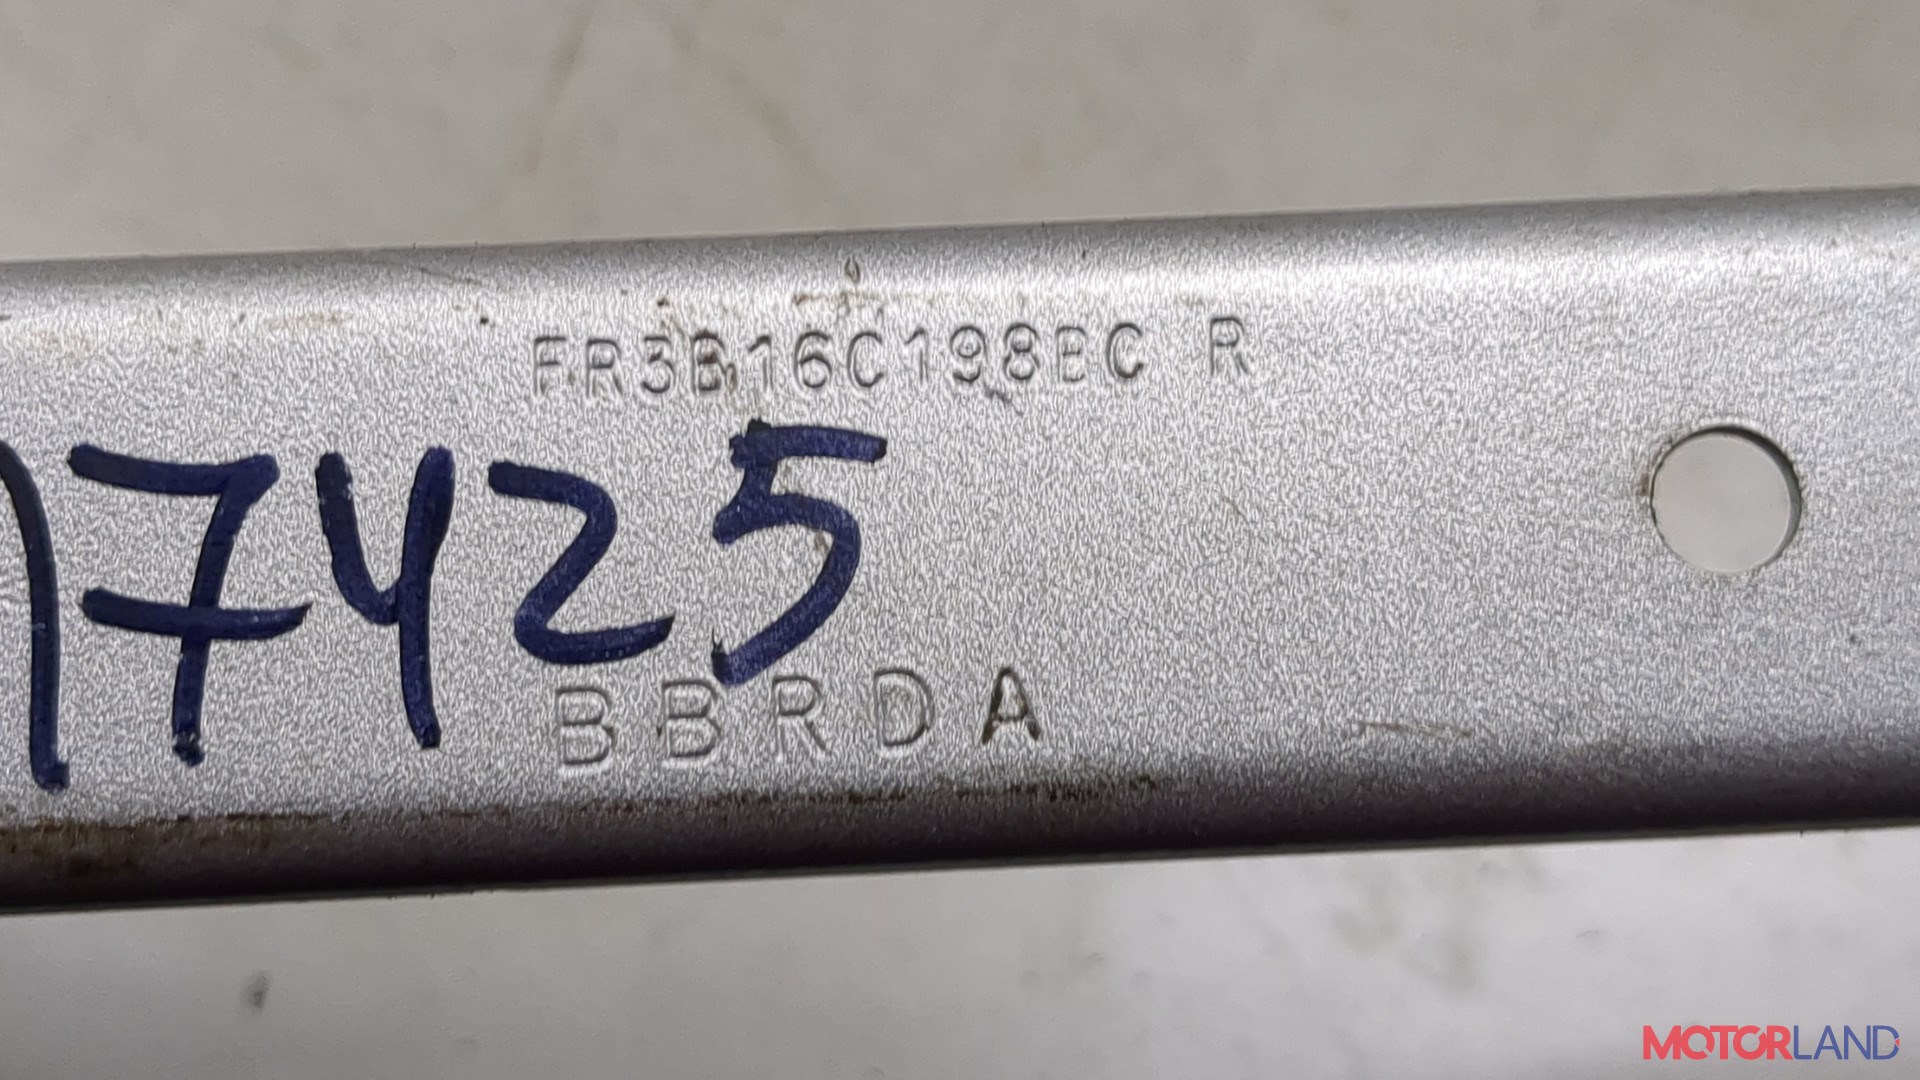 FR3B16C198BC R
17425
BBRDA
MOTORLAND